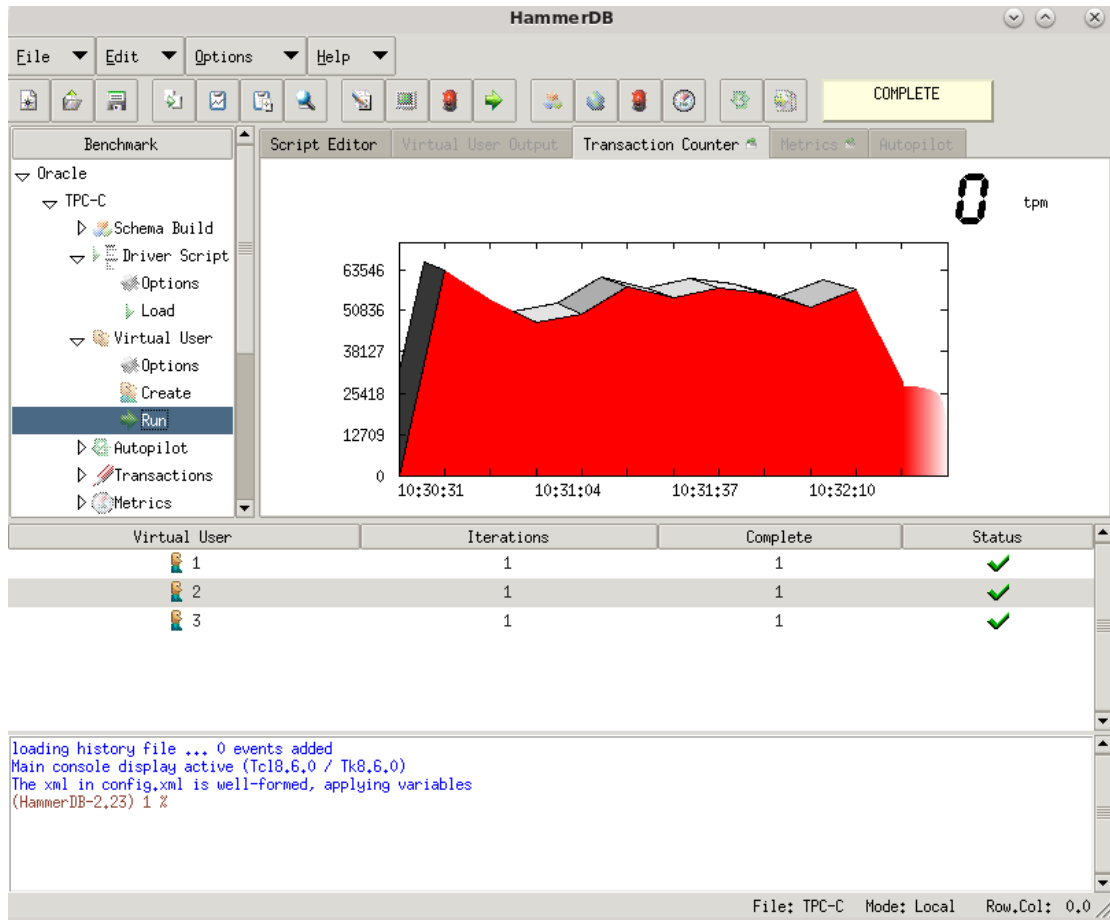 HammerDB
File Edit Options Help
COMPLETE
Benchmark
Script Editor Virtual User Output Transaction Counter Metrics Autopilot
Oracle
TPC-C
Schema Build
Driver Script
Options
Load
Virtual User
Options
Create
Run
Autopilot
Transactions
Metrics
0 tpm
63546
50836
38127
25418
12709
0
10:30:31 10:31:04 10:31:37 10:32:10
Virtual User Iterations Complete Status
1 1 1
2 1 1
3 1 1
loading history file ... 0 events added
Main console display active (Tcl8.6.0 / Tk8.6.0)
The xml in config.xml is well-formed, applying variables
(HammerDB-2.23) 1 %
File: TPC-C Mode: Local Row.Col: 0.0